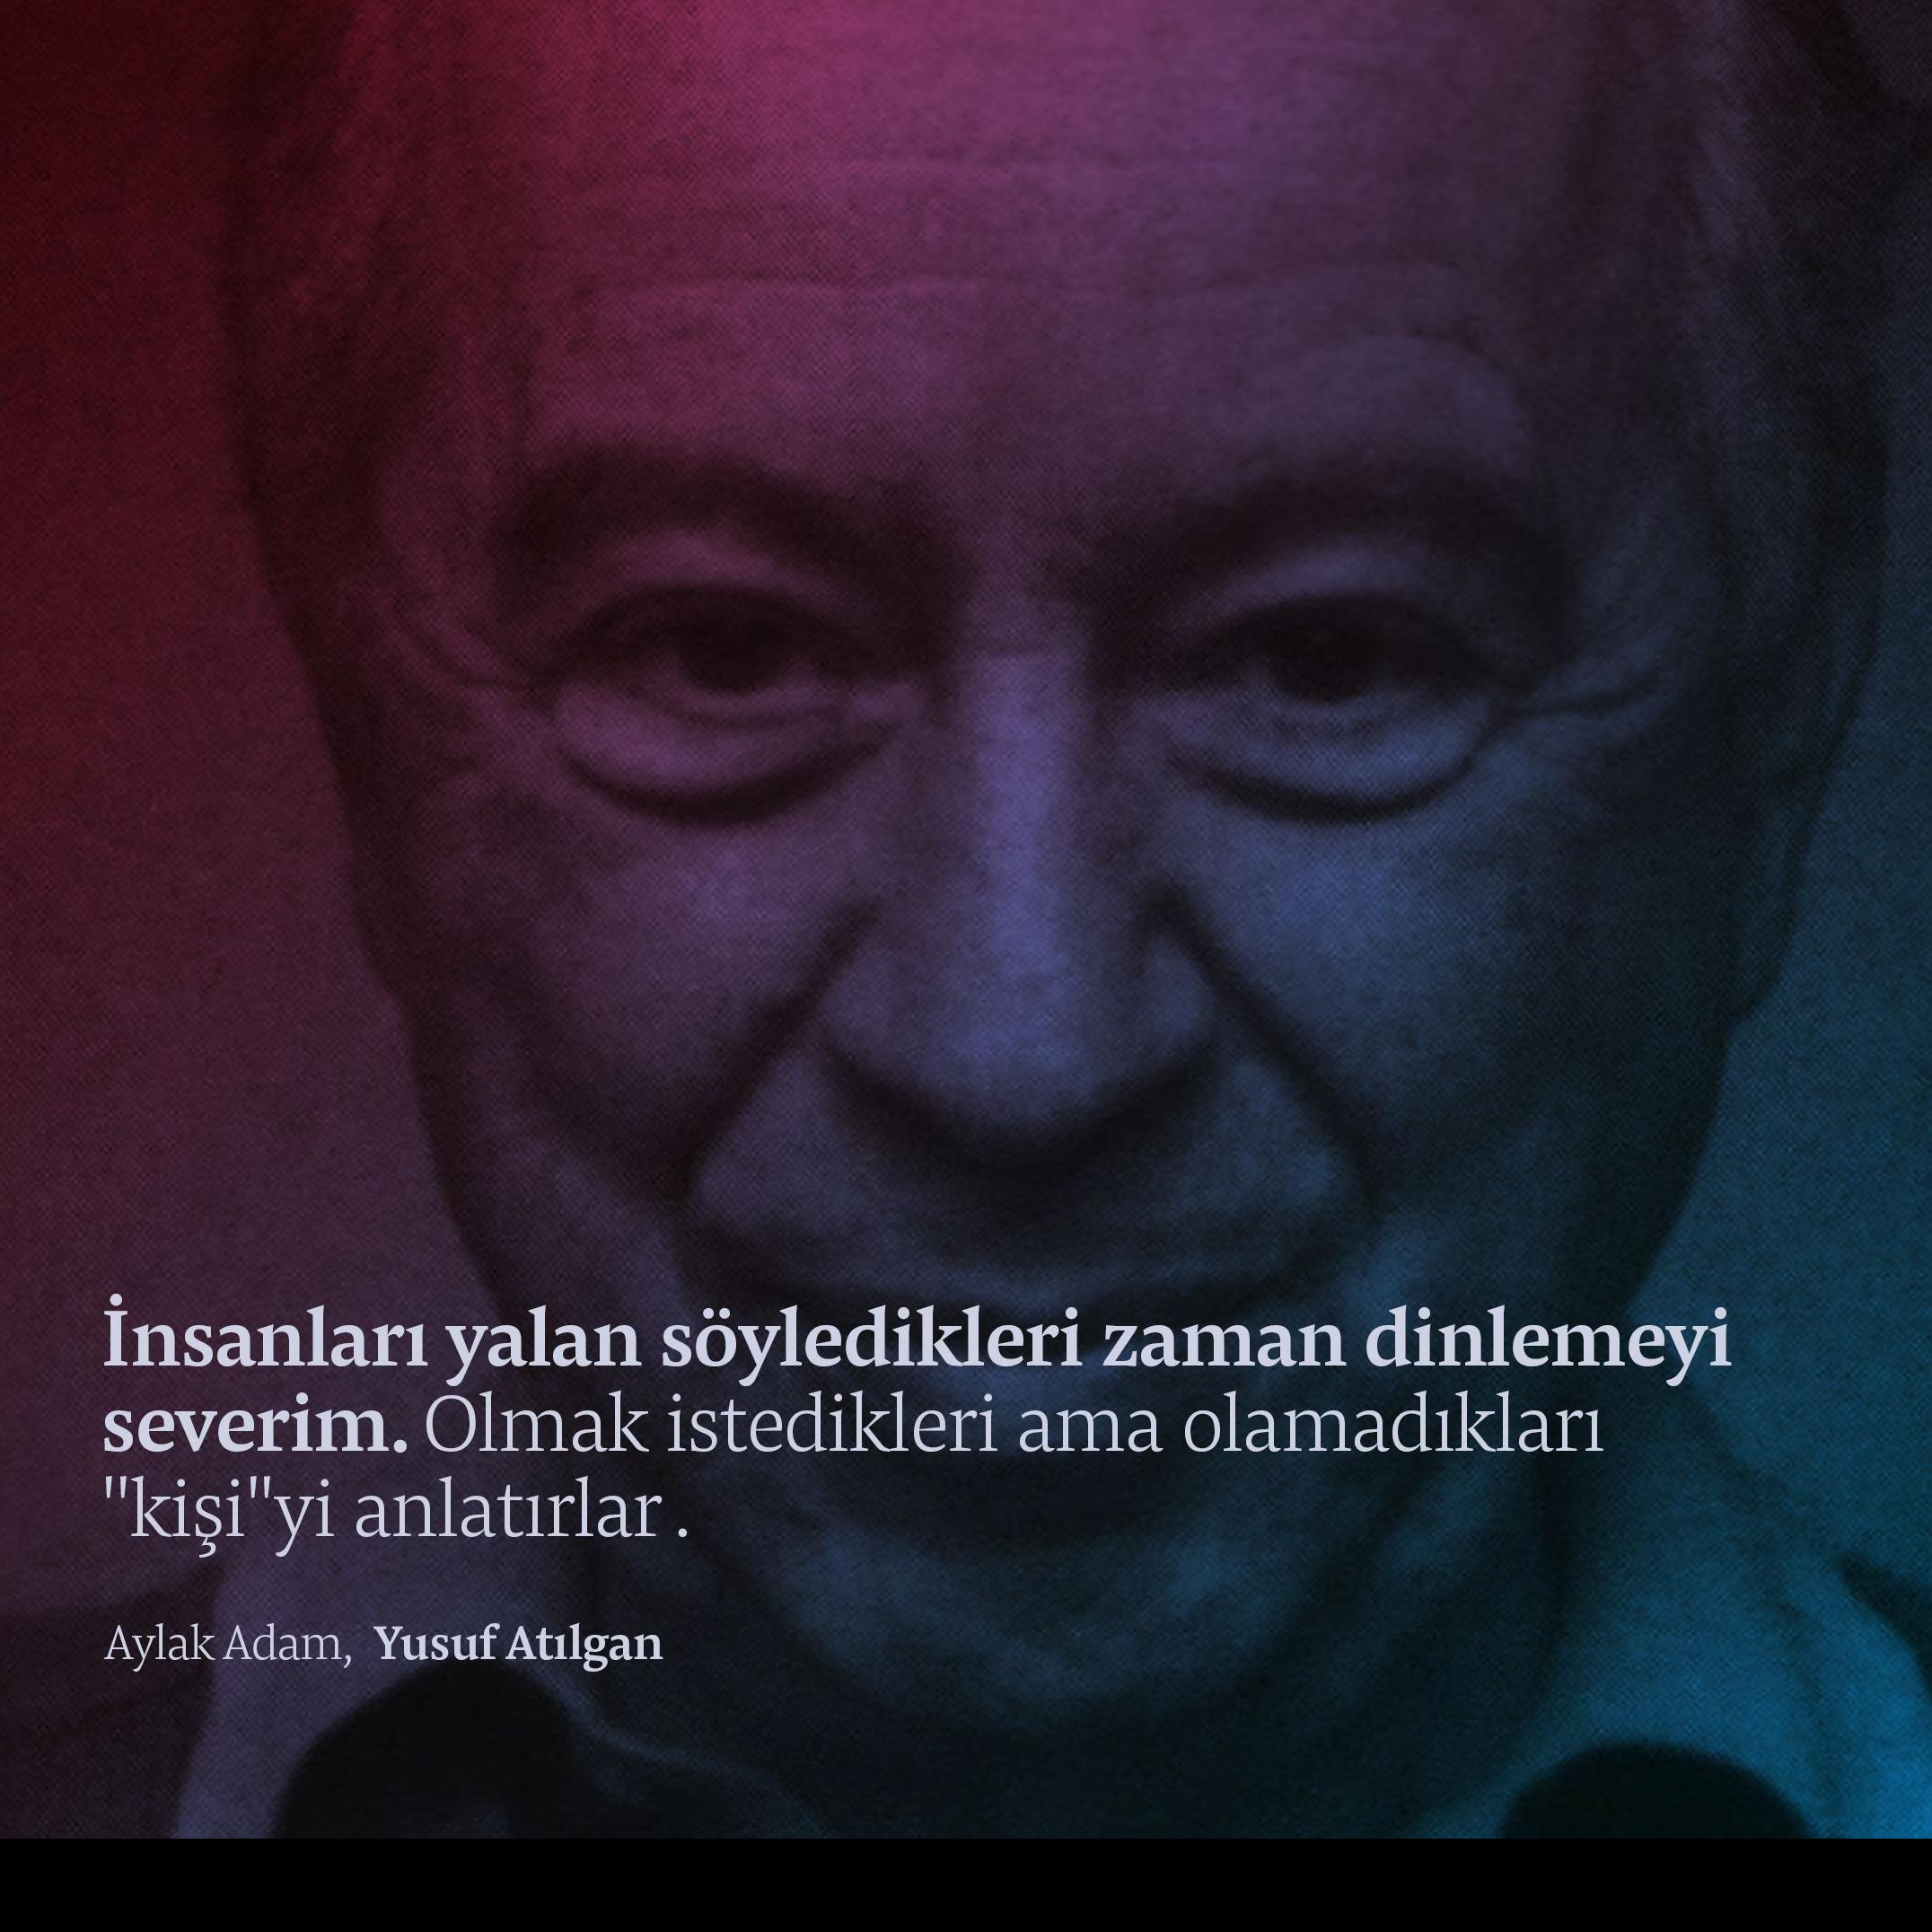 İnsanları yalan söyledikleri zaman dinlemeyi
severim. Olmak istedikleri ama olamadıkları
"kişi"yi anlatırlar .
Aylak Adam, Yusuf Atılgan